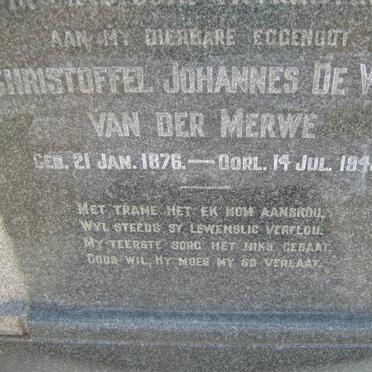 AAN MY DIERBARE EGGENOOT
CHRISTOFFEL JOHANNES DE
VAN DER MERWE
GEB. 21 JAN. 1876.—OORL. 14 JUL. 194
MET TRANE HET EK HOM AANSKOU,
WYL STEEDS SY LEWENSLIG VERFLOU.
MY TEERSTE SORG HET NIKS GEBAAT
GODS WIL, HY MOES MY SO VERLAAT.